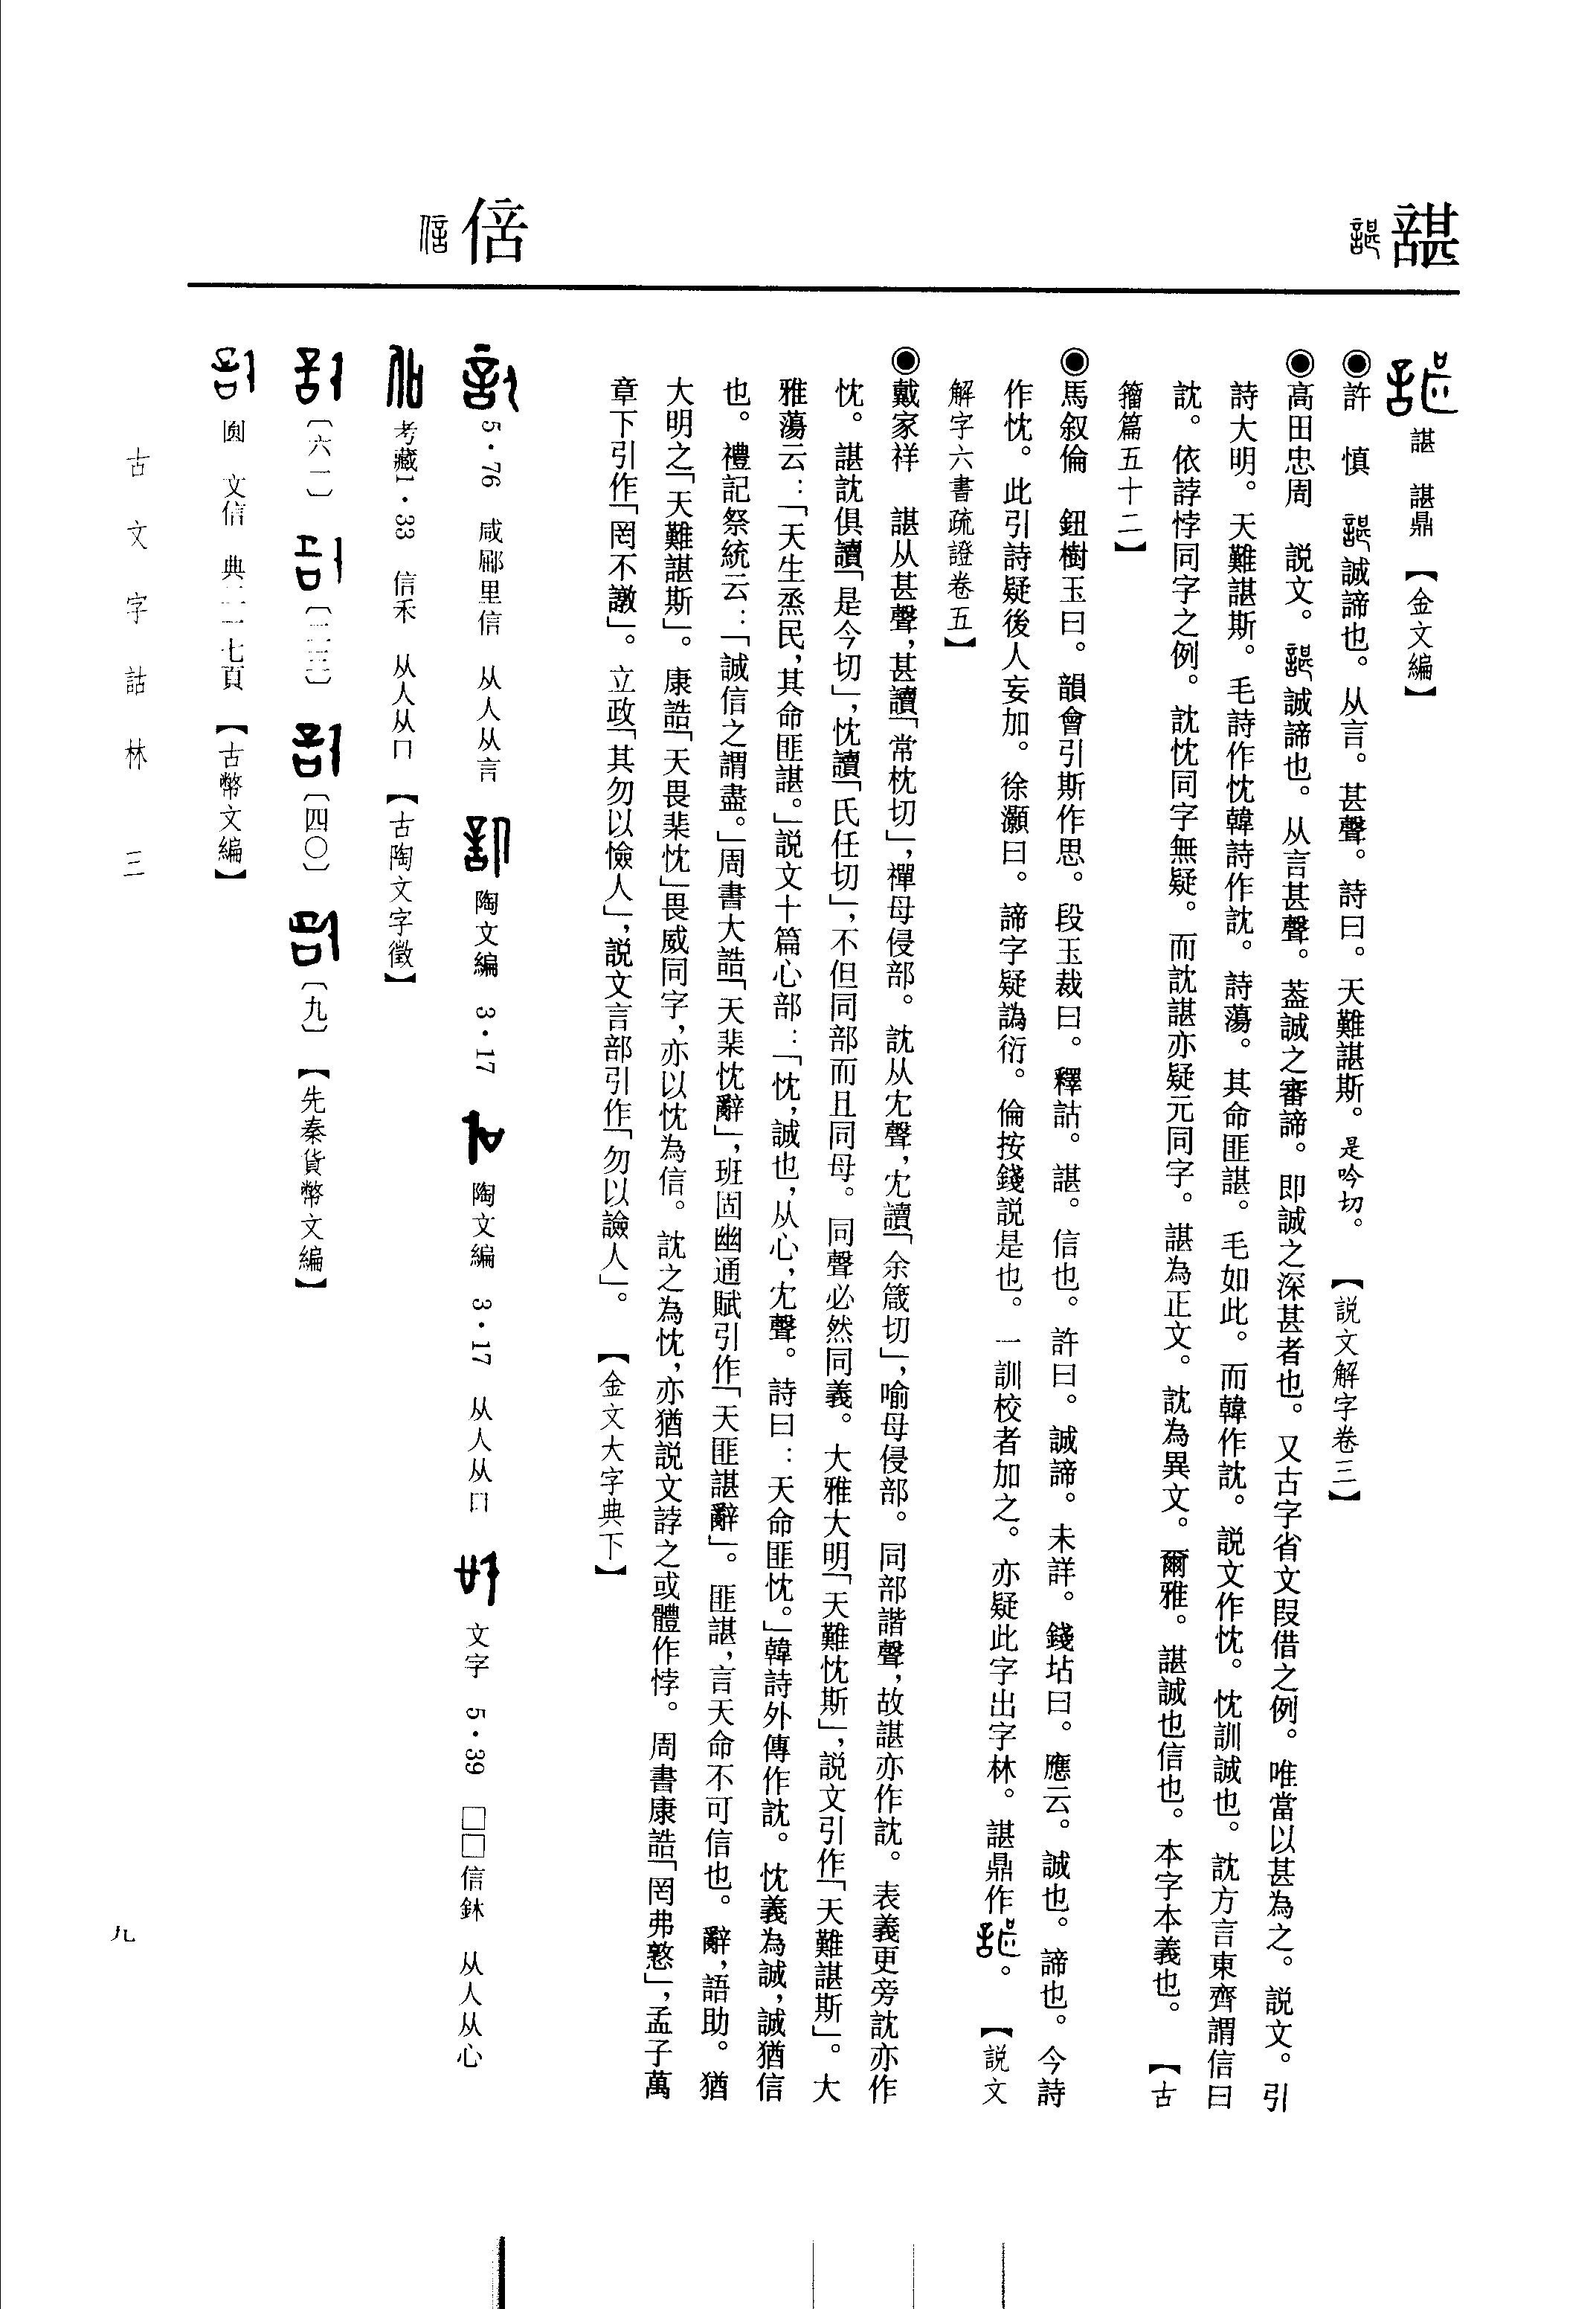 諶
諶　諶鼎　【金文編】
◉許　慎　誠諦也。从言。甚聲。詩曰。天難諶斯。是吟切。　【説文解字卷三】
◉高田忠周　説文。誠諦也。从言甚聲。葢誠之審諦。即誠之深甚者也。又古字省文叚借之例。唯當以甚為之。説文。引
詩大明。天難諶斯。毛詩作忱韓詩作訦。詩蕩。其命匪諶。毛如此。而韓作訦。説文作忱。忱訓誠也。訦方言東齊謂信曰
訦。依誖悖同字之例。訦忱同字無疑。而訦諶亦疑元同字。諶為正文。訦為異文。爾雅。諶誠也信也。本字本義也。　【古
籀篇五十二】
◉馬叙倫　鈕樹玉曰。韻會引斯作思。段玉裁曰。釋詁。諶。信也。許曰。誠諦。未詳。錢坫曰。應云。誠也。諦也。今詩
作忱。此引詩疑後人妄加。徐灝曰。諦字疑譌衍。倫按錢説是也。一訓校者加之。亦疑此字出字林。諶鼎作。　【説文
解字六書疏證卷五】
◉戴家祥　諶从甚聲，甚讀「常枕切」，禪母侵部。訦从冘聲，冘讀「余箴切」，喻母侵部。同部諧聲，故諶亦作訦。表義更旁訦亦作
忱。諶訦俱讀「是今切」，忱讀「氏任切」，不但同部而且同母。同聲必然同義。大雅大明「天難忱斯」，説文引作「天難諶斯」。大
雅蕩云：「天生烝民，其命匪諶。」説文十篇心部：「忱，誠也，从心，冘聲。詩曰：天命匪忱。」韓詩外傳作訦。忱義為誠，誠猶信
也。禮記祭統云：「誠信之謂盡。」周書大誥「天棐忱辭」，班固幽通賦引作「天匪諶辭」。匪諶，言天命不可信也。辭，語助。猶
大明之「天難諶斯」。康誥「天畏棐忱」畏威同字，亦以忱為信。訦之為忱，亦猶説文誖之或體作悖。周書康誥「罔弗憝」，孟子萬
章下引作「罔不譈」。立政「其勿以憸人」，説文言部引作「勿以譣人」。　【金文大字典下】
信
5·76　咸郿里信　从人从言　陶文編　3·17　陶文編　3·17　从人从口　文字　5·39　□□信鉥　从人从心
考藏1·33　信禾　从人从口　【古陶文字徵】
〔六二〕　〔二三〕　〔四〇〕　〔九〕　【先秦貨幣文編】
圓　文信　典二一七頁　【古幣文編】
古文字詁林　三
九